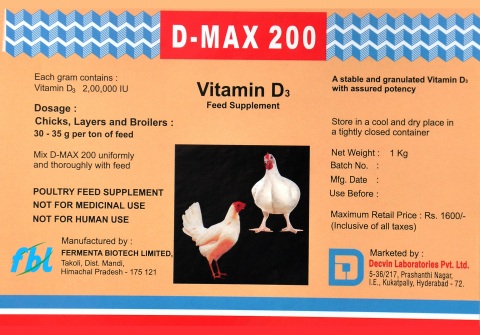 D-MAX 200
Each gram contains :
Vitamin D3 2,00,000 IU
Dosage :
Chicks, Layers and Broilers :
30 - 35 g per ton of feed
Mix D-MAX 200 uniformly
and thoroughly with feed
POULTRY FEED SUPPLEMENT
NOT FOR MEDICINAL USE
NOT FOR HUMAN USE
Manufactured by :
fbl
FERMENTA BIOTECH LIMITED,
Takoli, Dist. Mandi,
Himachal Pradesh - 175 121
Vitamin D3
Feed Supplement
A stable and granulated Vitamin D3
with assured potency
Store in a cool and dry place in
a tightly closed container
Net Weight : 1 Kg
Batch No. :
Mfg. Date :
Use Before :
Maximum Retail Price : Rs. 1600/-
(Inclusive of all taxes)
Marketed by :
Decvin Laboratories Pvt. Ltd.
5-36/217, Prashanthi Nagar,
I.E., Kukatpally, Hyderabad - 72.